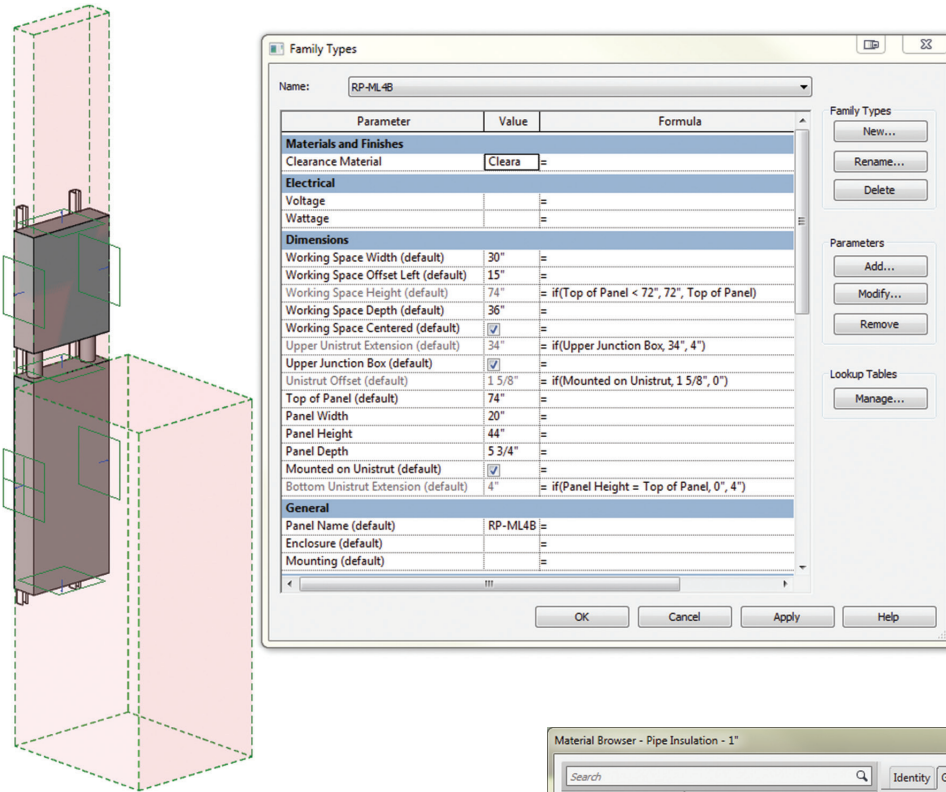 Family Types
Name: RP-ML4B
Parameter Value Formula
Materials and Finishes
Clearance Material Cleara =
Electrical
Voltage =
Wattage =
Dimensions
Working Space Width (default) 30" =
Working Space Offset Left (default) 15" =
Working Space Height (default) 74" = if(Top of Panel < 72", 72", Top of Panel)
Working Space Depth (default) 36" =
Working Space Centered (default) =
Upper Unistrut Extension (default) 34" = if(Upper Junction Box, 34", 4")
Upper Junction Box (default) =
Unistrut Offset (default) 1 5/8" = if(Mounted on Unistrut, 1 5/8", 0")
Top of Panel (default) 74" =
Panel Width 20" =
Panel Height 44" =
Panel Depth 5 3/4" =
Mounted on Unistrut (default) =
Bottom Unistrut Extension (default) 4" = if(Panel Height = Top of Panel, 0", 4")
General
Panel Name (default) RP-ML4B =
Enclosure (default) =
Mounting (default) =
Family Types
New...
Rename...
Delete
Parameters
Add...
Modify...
Remove
Lookup Tables
Manage...
OK Cancel Apply Help
Material Browser - Pipe Insulation - 1"
Search
Identity G